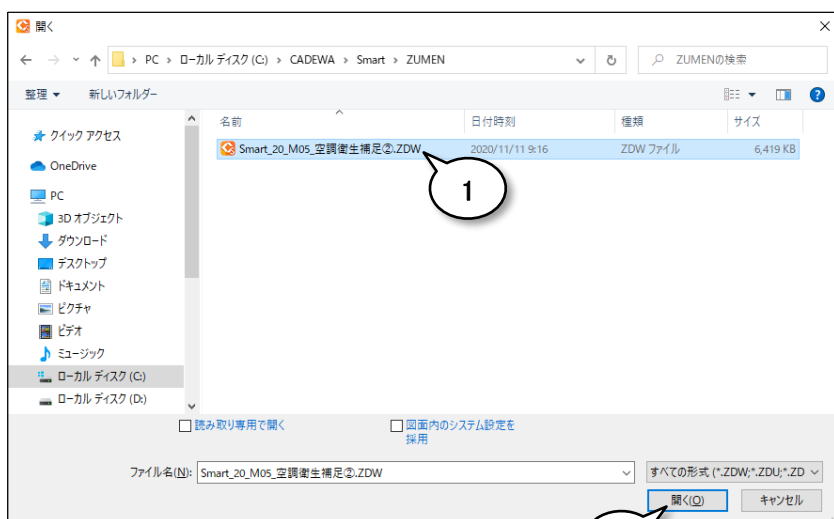 開く
PC › ローカル ディスク (C:) › CADEWA › Smart › ZUMEN
ZUMENの検索
整理 新しいフォルダー
名前 日付時刻 種類 サイズ
クイック アクセス
Smart_20_M05_空調衛生補足②.ZDW 2020/11/11 9:16 ZDW ファイル 6,419 KB
OneDrive
1
PC
3D オブジェクト
ダウンロード
デスクトップ
ドキュメント
ピクチャ
ビデオ
ミュージック
ローカル ディスク (C:)
ローカル ディスク (D:)
読み取り専用で開く 図面内のシステム設定を
採用
ファイル名(N): Smart_20_M05_空調衛生補足②.ZDW すべての形式 (*.ZDW;*.ZDU;*.ZD
開く(O) キャンセル